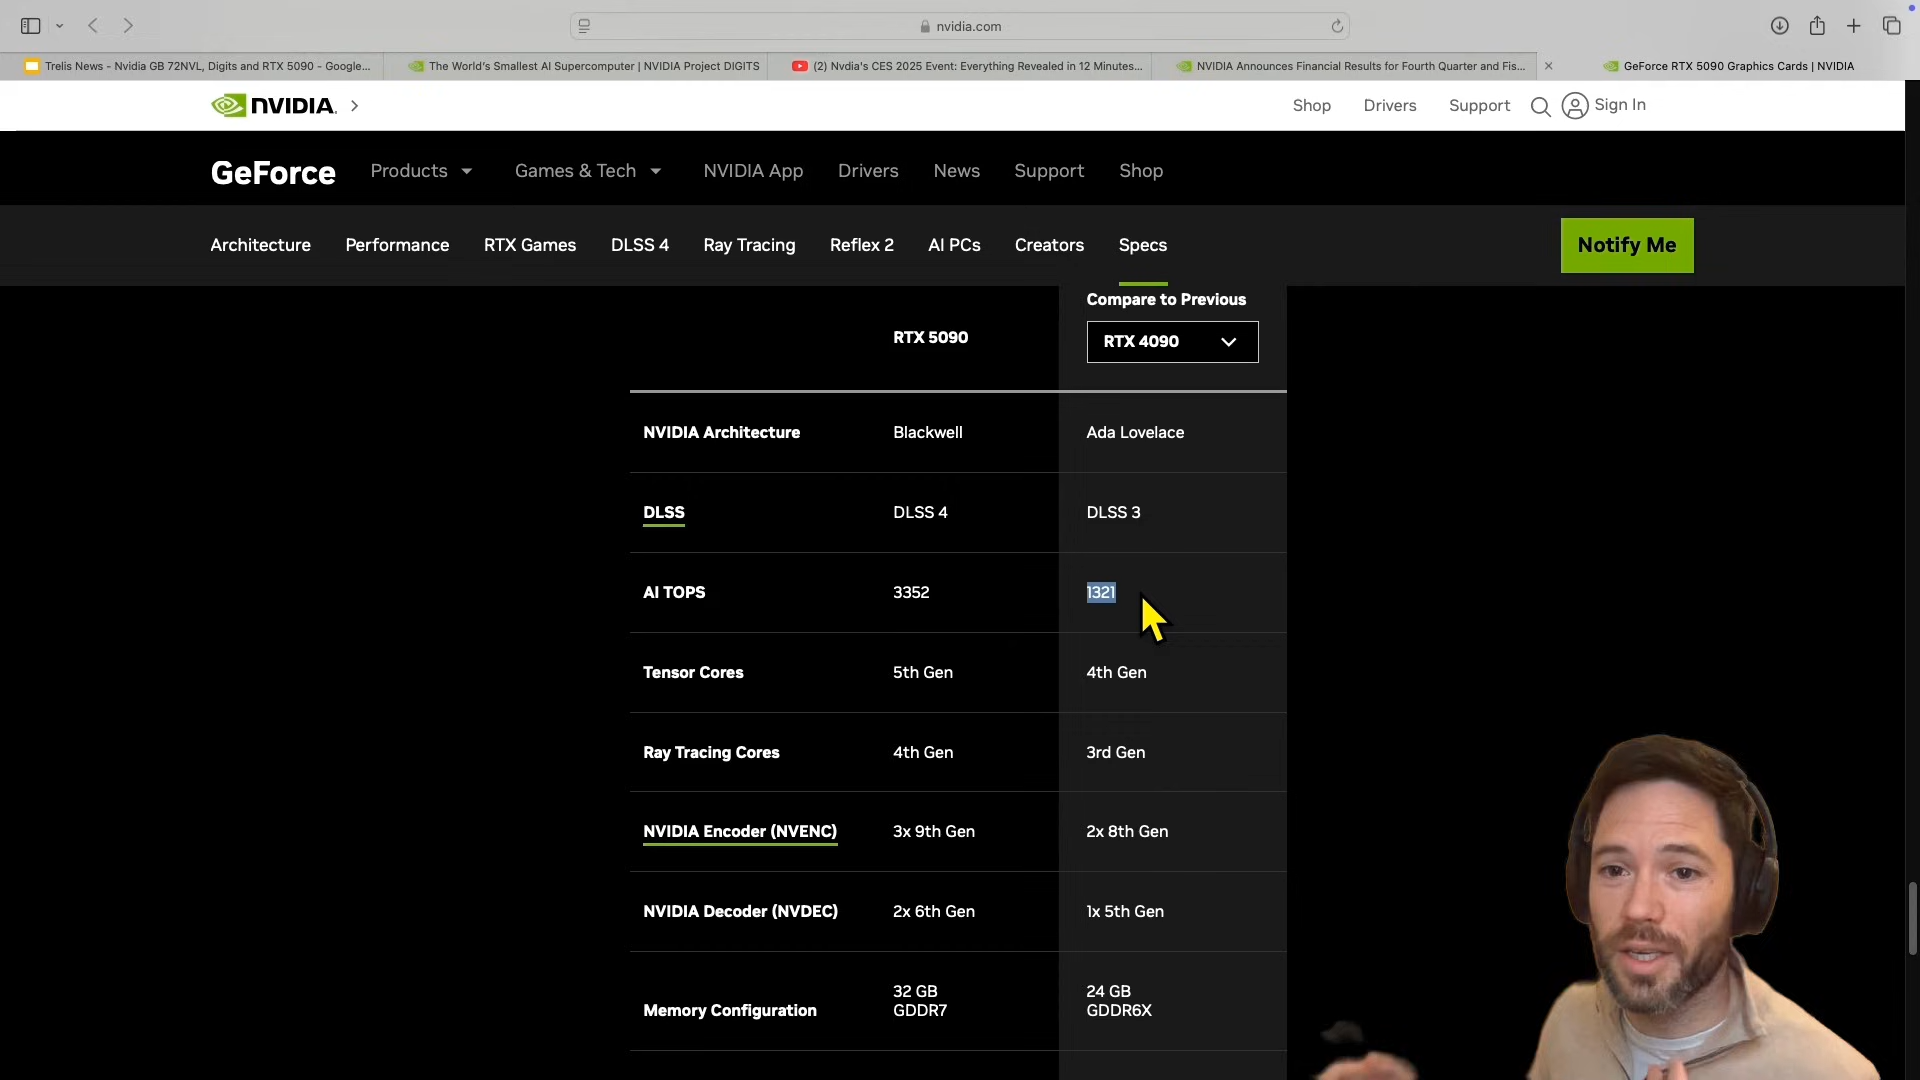 nvidia.com
Trelis News - Nvidia GB 72NVL, Digits and RTX 5090 - Google...
The World's Smallest AI Supercomputer | NVIDIA Project DIGITS
(2) Nvdia's CES 2025 Event: Everything Revealed in 12 Minutes...
NVIDIA Announces Financial Results for Fourth Quarter and Fis...
GeForce RTX 5090 Graphics Cards | NVIDIA
NVIDIA
Shop Drivers Support Sign In
GeForce Products Games & Tech NVIDIA App Drivers News Support Shop
Architecture Performance RTX Games DLSS 4 Ray Tracing Reflex 2 AI PCs Creators Specs Notify Me
Compare to Previous
RTX 5090 RTX 4090
NVIDIA Architecture Blackwell Ada Lovelace
DLSS DLSS 4 DLSS 3
AI TOPS 3352 1321
Tensor Cores 5th Gen 4th Gen
Ray Tracing Cores 4th Gen 3rd Gen
NVIDIA Encoder (NVENC) 3x 9th Gen 2x 8th Gen
NVIDIA Decoder (NVDEC) 2x 6th Gen 1x 5th Gen
Memory Configuration
32 GB
GDDR7
24 GB
GDDR6X